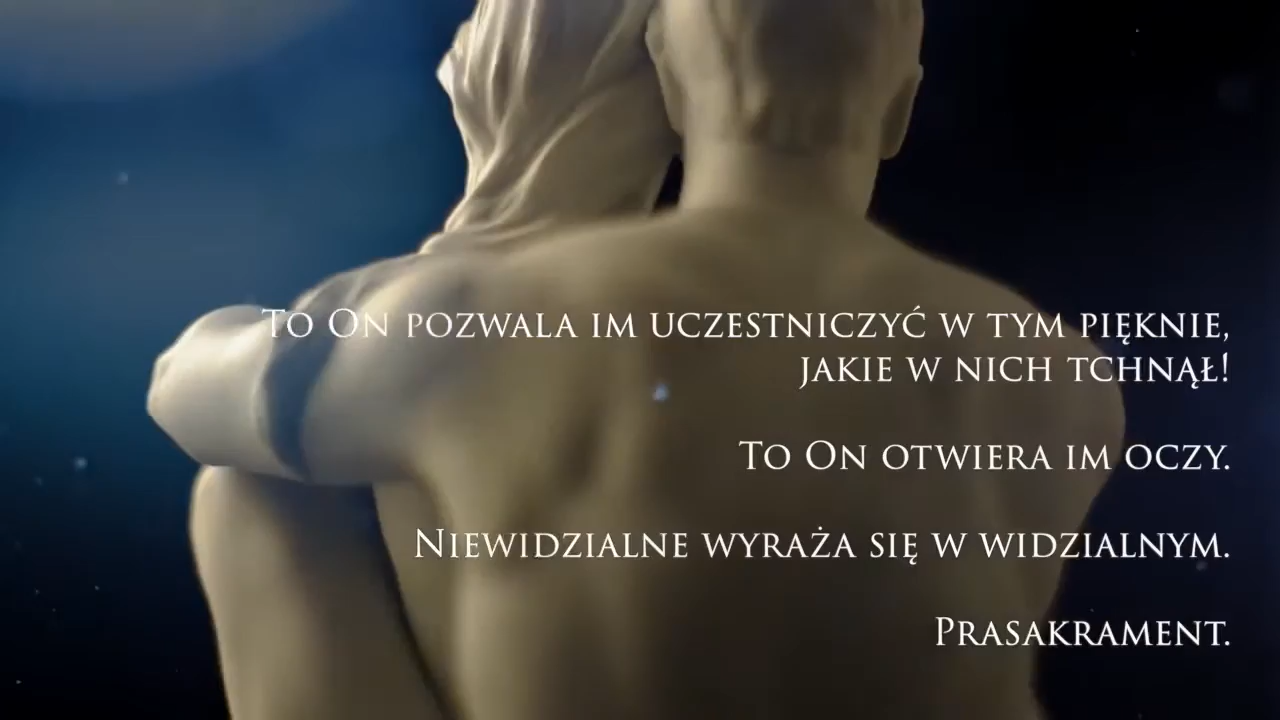 To On pozwala im uczestniczyć w tym pięknie,
jakie w nich tchnął!
To On otwiera im oczy.
Niewidzialne wyraża się w widzialnym.
Prasakrament.